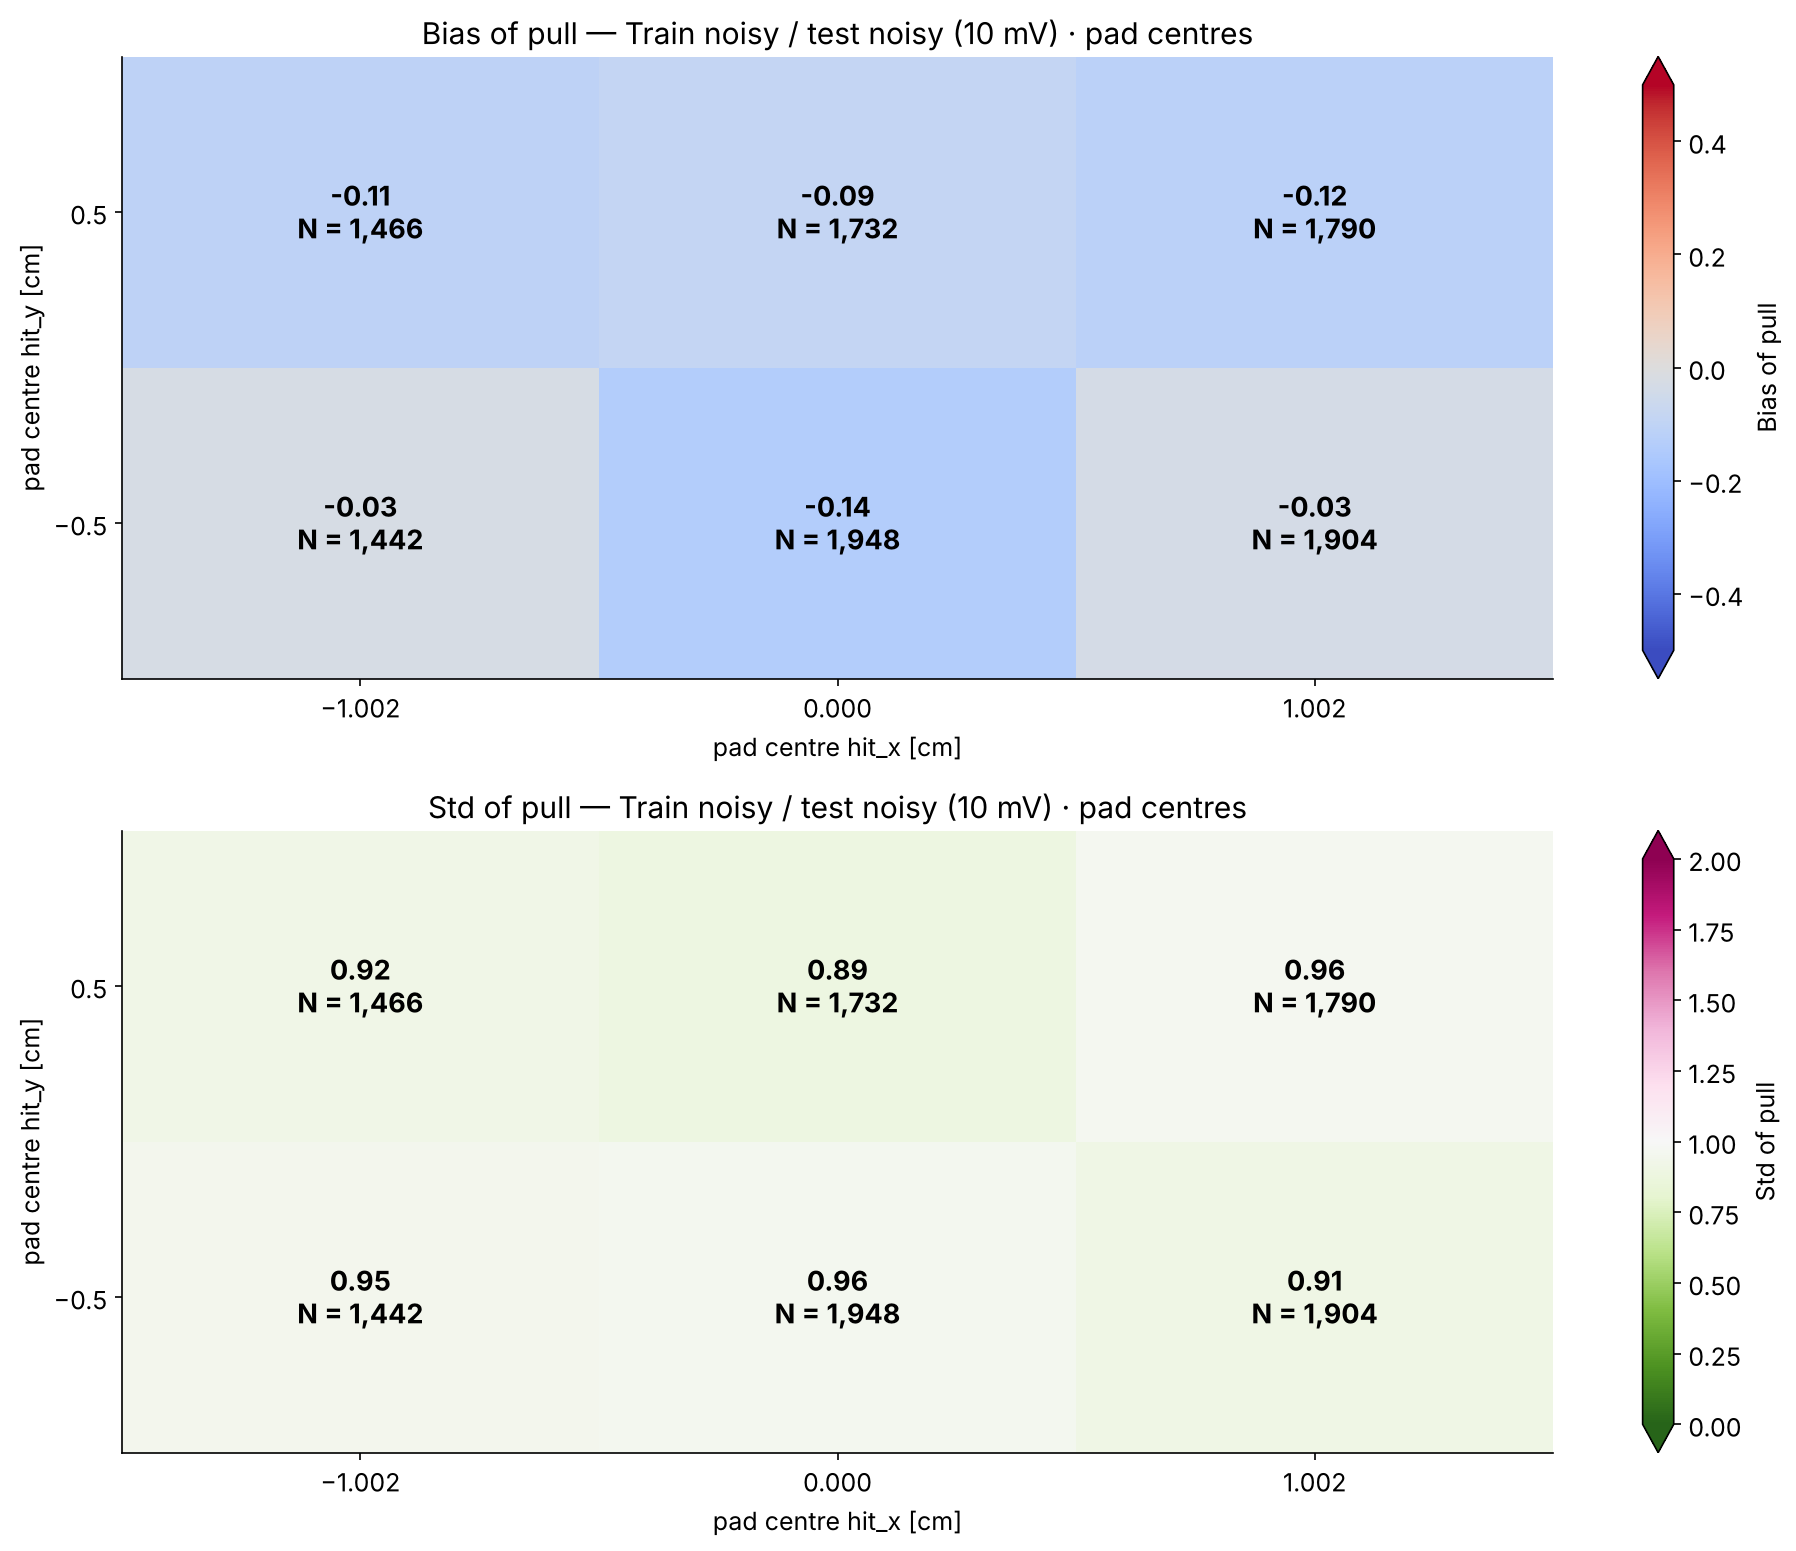 Bias of pull — Train noisy / test noisy (10 mV) · pad centres
pad centre hit_y [cm]
0.5
−0.5
-0.11
N = 1,466
-0.09
N = 1,732
-0.12
N = 1,790
-0.03
N = 1,442
-0.14
N = 1,948
-0.03
N = 1,904
−1.002
0.000
1.002
pad centre hit_x [cm]
0.4
0.2
0.0
−0.2
−0.4
Bias of pull
Std of pull — Train noisy / test noisy (10 mV) · pad centres
pad centre hit_y [cm]
0.5
−0.5
0.92
N = 1,466
0.89
N = 1,732
0.96
N = 1,790
0.95
N = 1,442
0.96
N = 1,948
0.91
N = 1,904
−1.002
0.000
1.002
pad centre hit_x [cm]
2.00
1.75
1.50
1.25
1.00
0.75
0.50
0.25
0.00
Std of pull